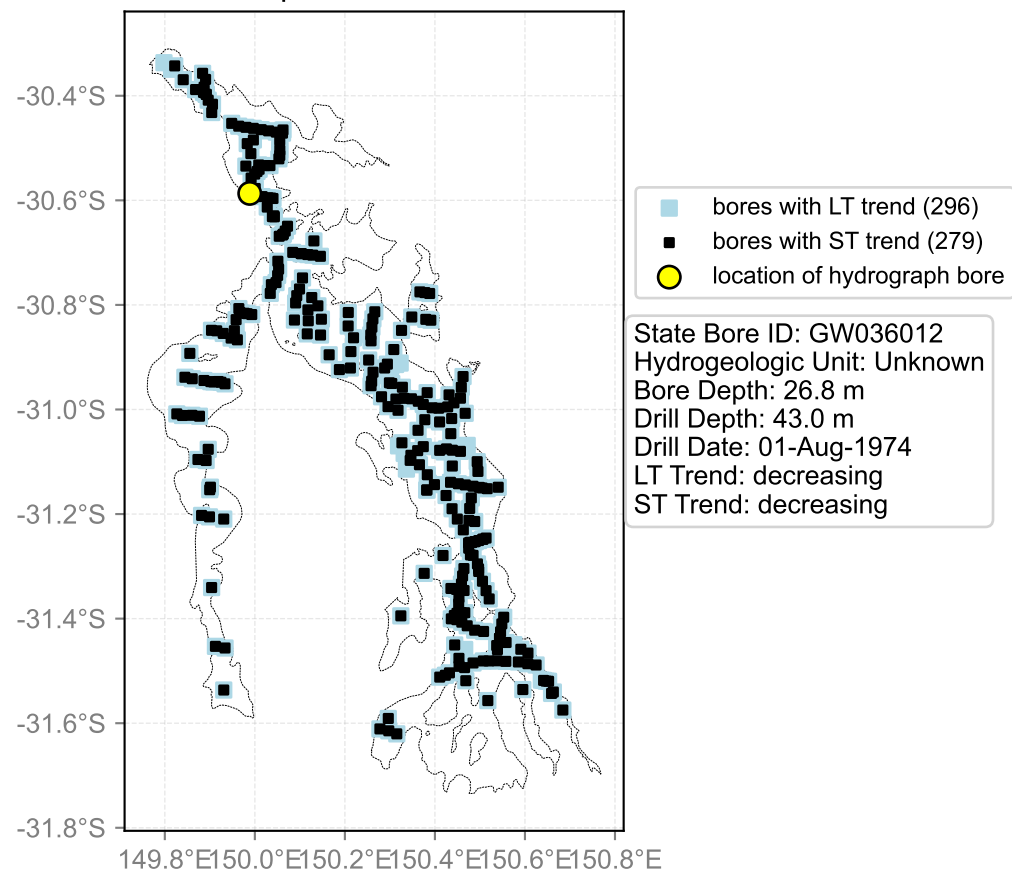 -30.4°S
-30.6°S
-30.8°S
-31.0°S
-31.2°S
-31.4°S
-31.6°S
-31.8°S
149.8°E150.0°E150.2°E150.4°E150.6°E150.8°E
bores with LT trend (296)
bores with ST trend (279)
location of hydrograph bore
State Bore ID: GW036012
Hydrogeologic Unit: Unknown
Bore Depth: 26.8 m
Drill Depth: 43.0 m
Drill Date: 01-Aug-1974
LT Trend: decreasing
ST Trend: decreasing